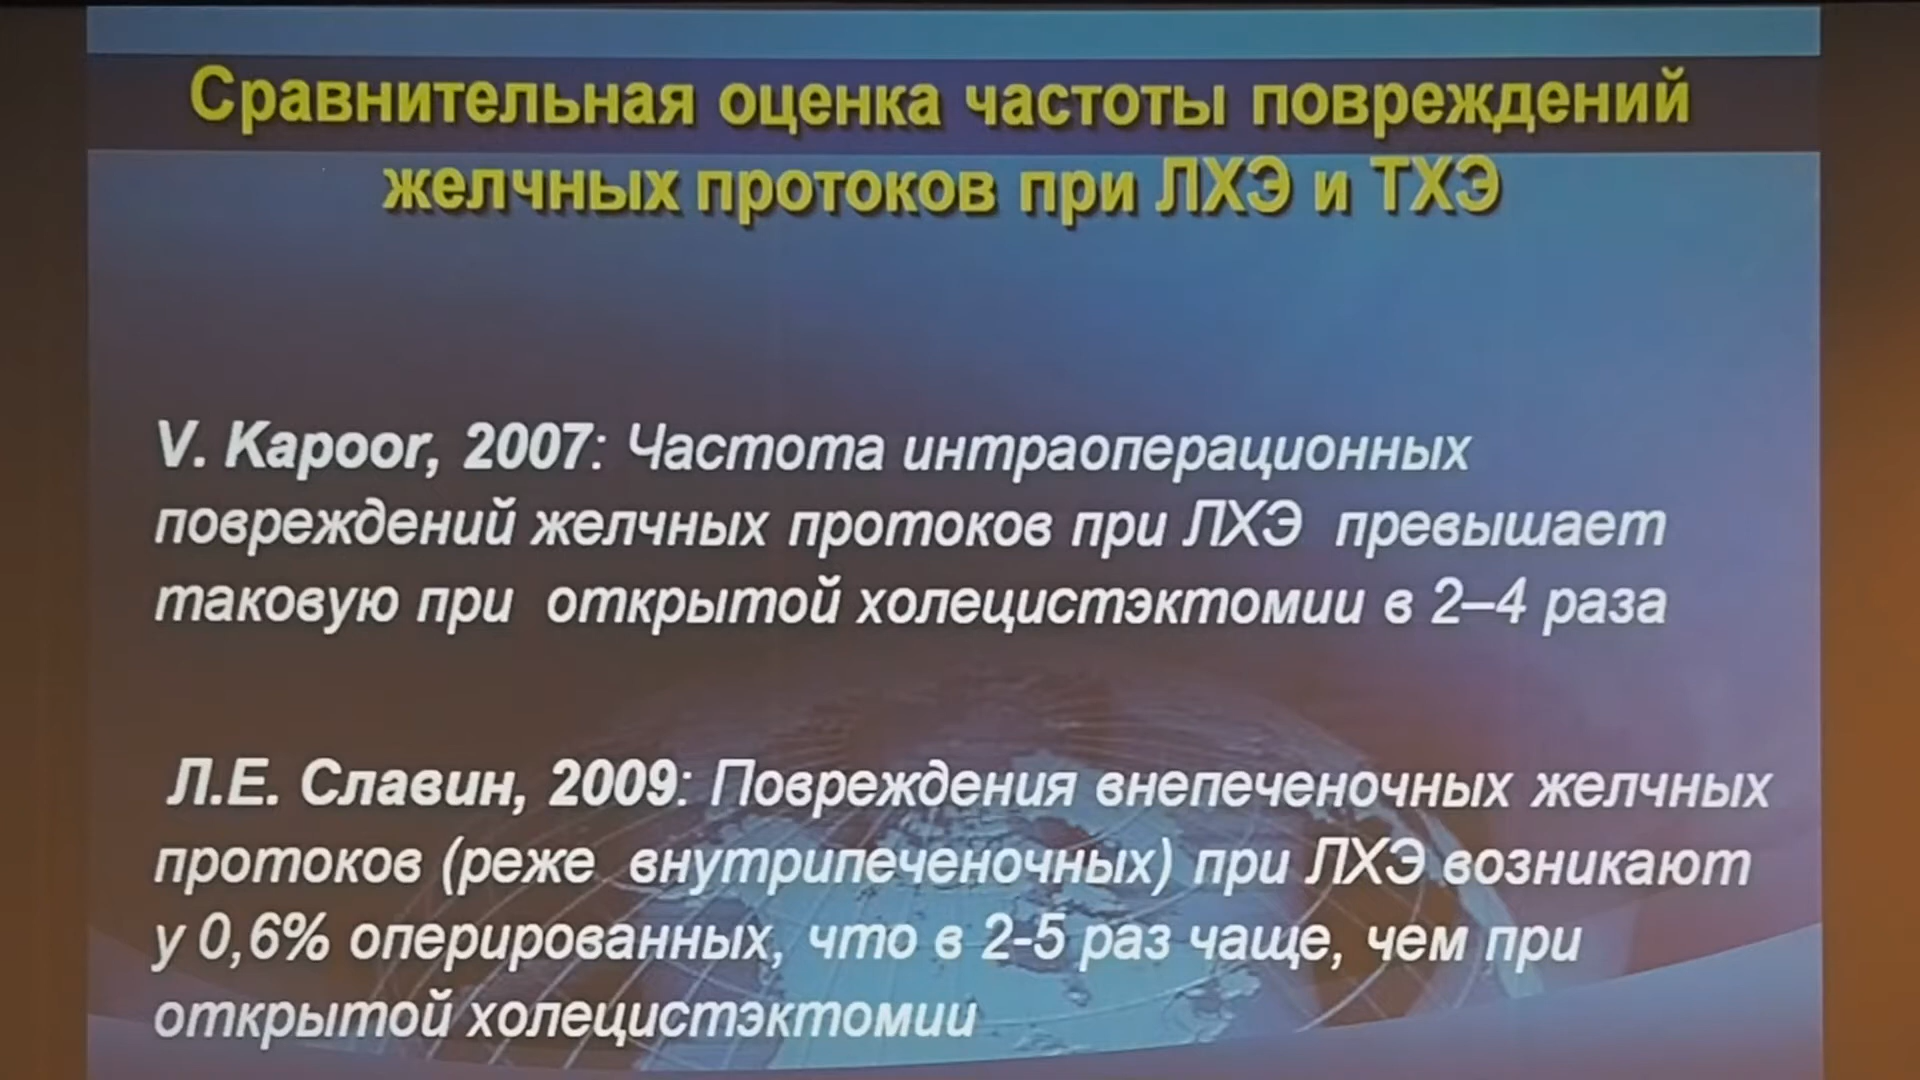 Сравнительная оценка частоты повреждений
желчных протоков при ЛХЭ и ТХЭ
V. Kapoor, 2007: Частота интраоперационных
повреждений желчных протоков при ЛХЭ превышает
таковую при открытой холецистэктомии в 2–4 раза
Л.Е. Славин, 2009: Повреждения внепеченочных желчных
протоков (реже внутрипеченочных) при ЛХЭ возникают
у 0,6% оперированных, что в 2-5 раз чаще, чем при
открытой холецистэктомии